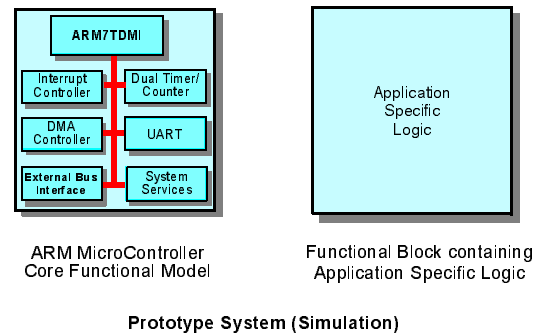 ARM7TDMI
Interrupt
Controller
Dual Timer/
Counter
DMA
Controller
UART
External Bus
Interface
System
Services
Application
Specific
Logic
ARM MicroController
Core Functional Model
Functional Block containing
Application Specific Logic
Prototype System (Simulation)